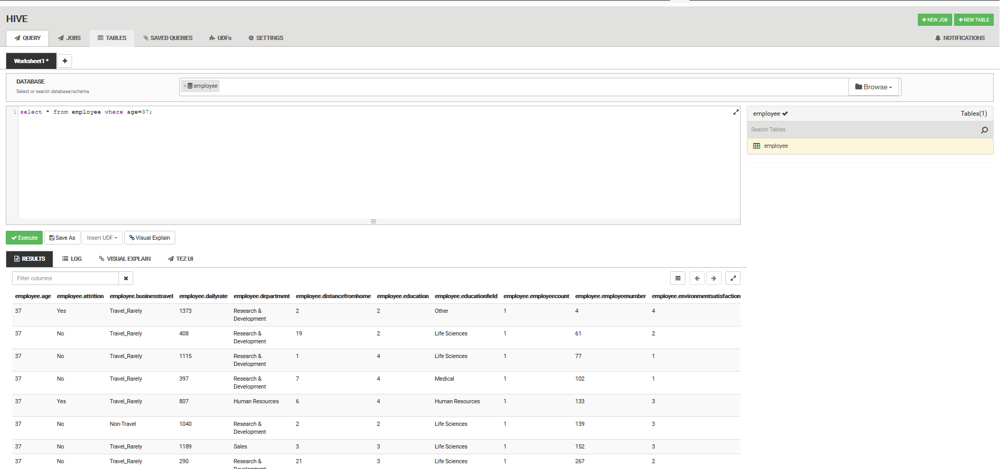 HIVE
NEW JOB NEW TABLE
QUERY JOBS TABLES SAVED QUERIES UDFs SETTINGS NOTIFICATIONS
Worksheet1 *
DATABASE
Select or search database/schema
× employee
Browse
1 select * from employee where age=37;
employee Tables(1)
Search Tables
employee
Execute Save As Insert UDF Visual Explain
RESULTS LOG VISUAL EXPLAIN TEZ UI
Filter columns
employee.age employee.attrition employee.businesstravel employee.dailyrate employee.department employee.distancefromhome employee.education employee.educationfield employee.employeecount employee.employeenumber employee.environmentsatisfaction
37 Yes Travel_Rarely 1373 Research & 2 2 Other 1 4 4
Development
37 No Travel_Rarely 408 Research & 19 2 Life Sciences 1 61 2
Development
37 No Travel_Rarely 1115 Research & 1 4 Life Sciences 1 77 1
Development
37 No Travel_Rarely 397 Research & 7 4 Medical 1 102 1
Development
37 Yes Travel_Rarely 807 Human Resources 6 4 Human Resources 1 133 3
37 No Non-Travel 1040 Research & 2 2 Life Sciences 1 139 3
Development
37 No Travel_Rarely 1189 Sales 3 3 Life Sciences 1 152 3
37 No Travel_Rarely 290 Research & 21 3 Life Sciences 1 267 2
Development